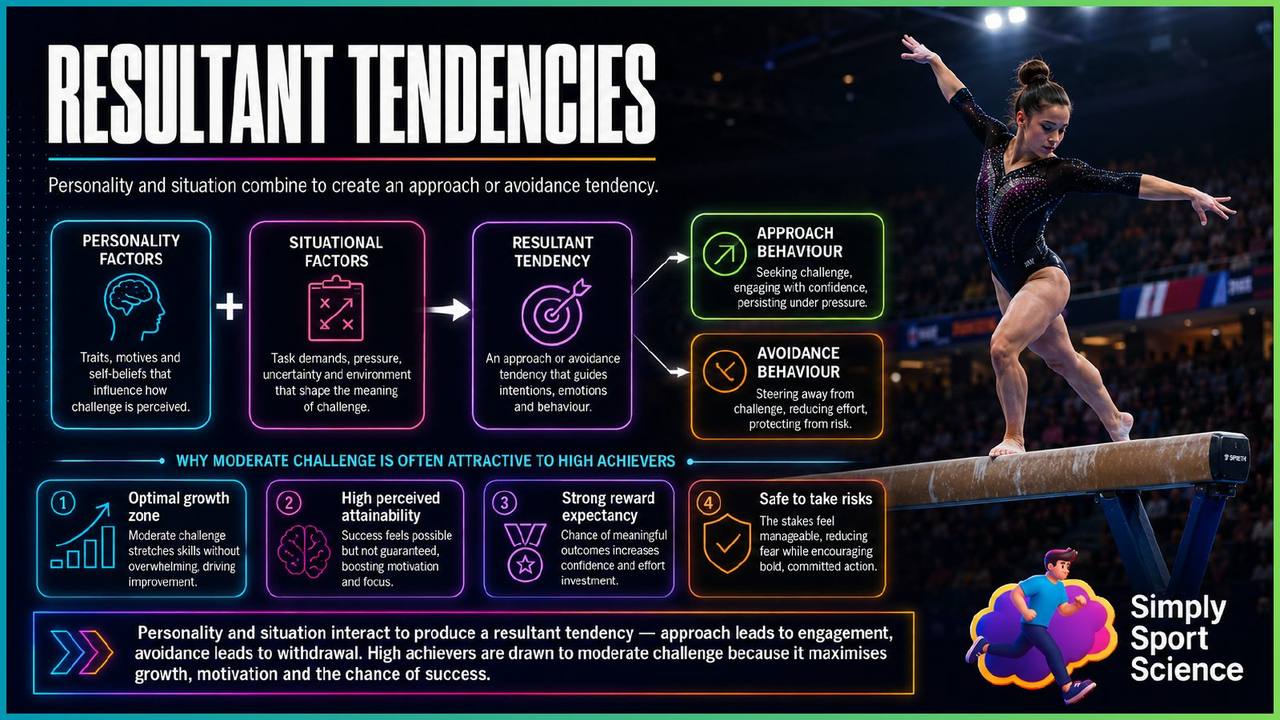 RESULTANT TENDENCIES
Personality and situation combine to create an approach or avoidance tendency.
PERSONALITY
FACTORS
Traits, motives and
self-beliefs that
influence how
challenge is perceived.
+
SITUATIONAL
FACTORS
Task demands, pressure,
uncertainty and environment
that shape the meaning
of challenge.
RESULTANT
TENDENCY
An approach or avoidance
tendency that guides
intentions, emotions
and behaviour.
APPROACH
BEHAVIOUR
Seeking challenge,
engaging with confidence,
persisting under pressure.
AVOIDANCE
BEHAVIOUR
Steering away from
challenge, reducing effort,
protecting from risk.
WHY MODERATE CHALLENGE IS OFTEN ATTRACTIVE TO HIGH ACHIEVERS
1
Optimal growth
zone
Moderate challenge
stretches skills without
overwhelming, driving
improvement.
2
High perceived
attainability
Success feels possible
but not guaranteed,
boosting motivation
and focus.
3
Strong reward
expectancy
Chance of meaningful
outcomes increases
confidence and effort
investment.
4
Safe to take risks
The stakes feel
manageable, reducing
fear while encouraging
bold, committed action.
Personality and situation interact to produce a resultant tendency — approach leads to engagement,
avoidance leads to withdrawal. High achievers are drawn to moderate challenge because it maximises
growth, motivation and the chance of success.
Simply
Sport
Science